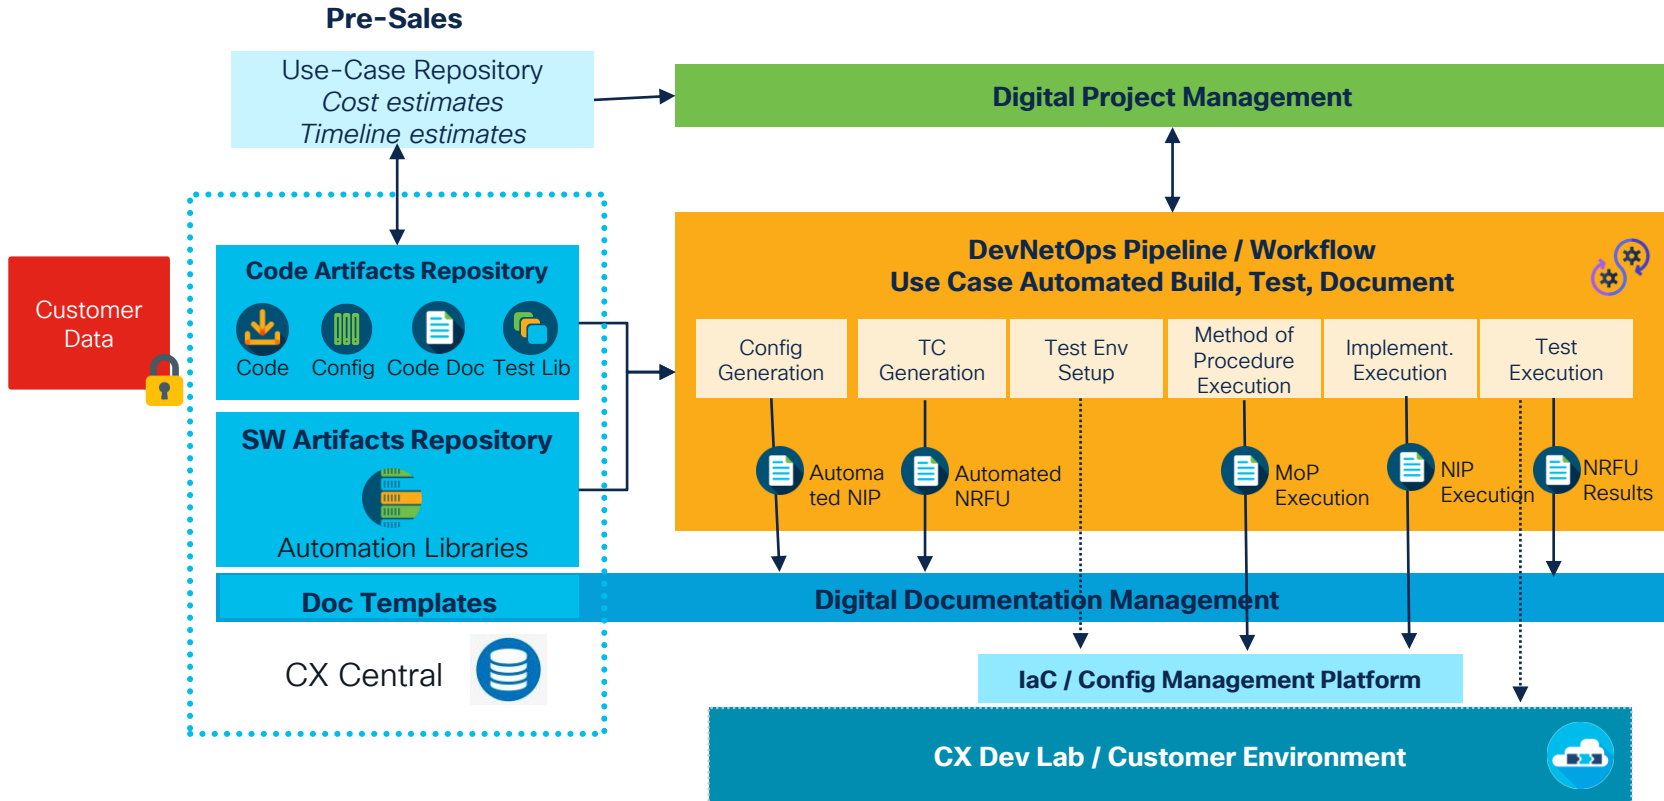 Pre-Sales
Use-Case Repository
Cost estimates
Timeline estimates
Digital Project Management
Customer
Data
Code Artifacts Repository
Code
Config
Code Doc
Test Lib
SW Artifacts Repository
Automation Libraries
Doc Templates
CX Central
DevNetOps Pipeline / Workflow
Use Case Automated Build, Test, Document
Config
Generation
TC
Generation
Test Env
Setup
Method of
Procedure
Execution
Implement.
Execution
Test
Execution
Automa
ted NIP
Automated
NRFU
MoP
Execution
NIP
Execution
NRFU
Results
Digital Documentation Management
IaC / Config Management Platform
CX Dev Lab / Customer Environment